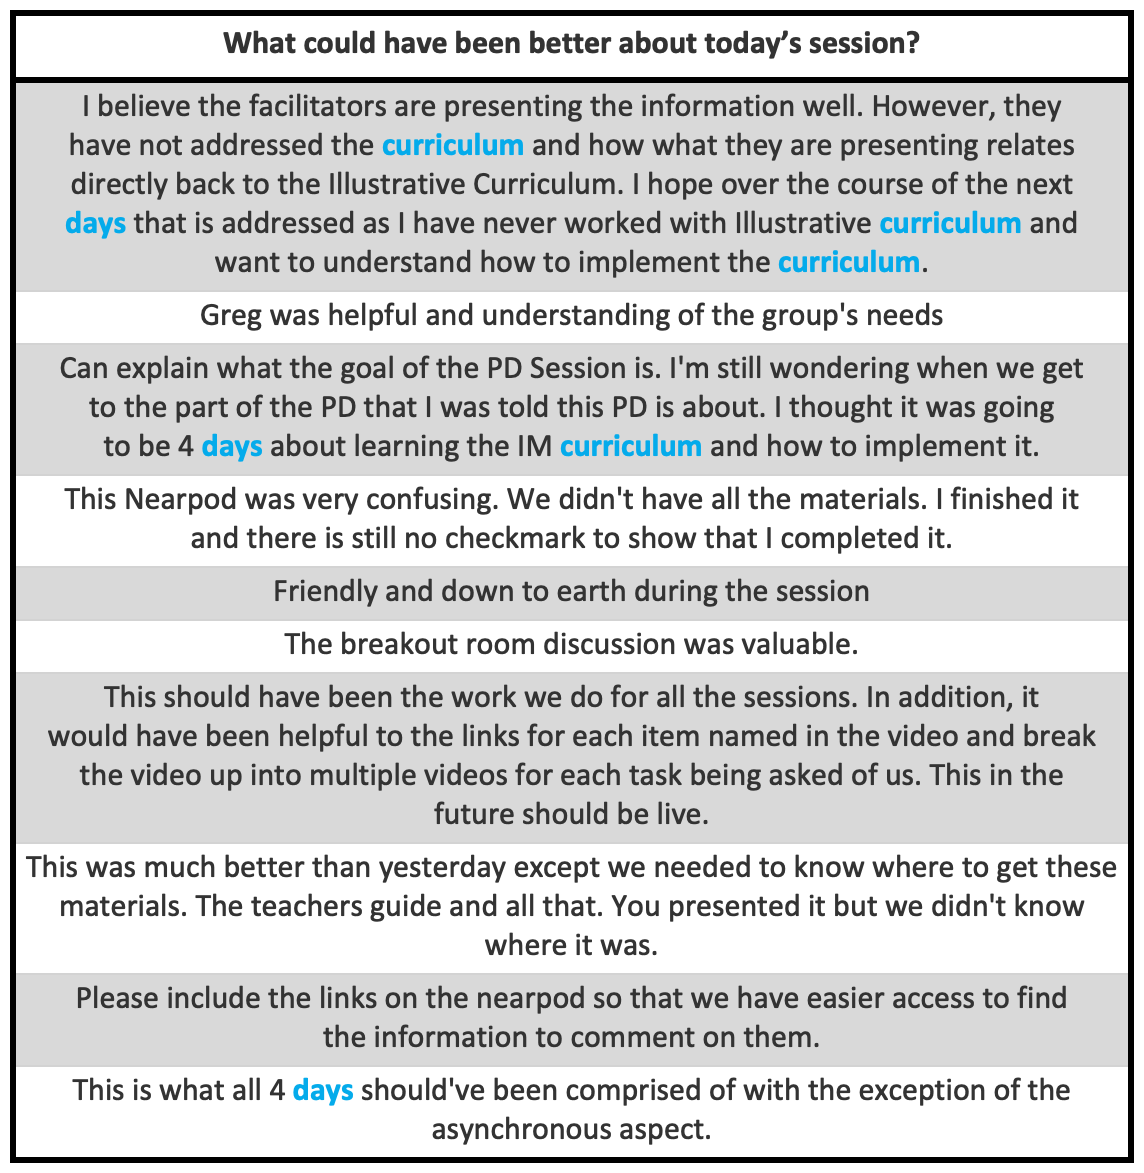 What could have been better about today’s session?
I believe the facilitators are presenting the information well. However, they
have not addressed the curriculum and how what they are presenting relates
directly back to the Illustrative Curriculum. I hope over the course of the next
days that is addressed as I have never worked with Illustrative curriculum and
want to understand how to implement the curriculum.
Greg was helpful and understanding of the group's needs
Can explain what the goal of the PD Session is. I'm still wondering when we get
to the part of the PD that I was told this PD is about. I thought it was going
to be 4 days about learning the IM curriculum and how to implement it.
This Nearpod was very confusing. We didn't have all the materials. I finished it
and there is still no checkmark to show that I completed it.
Friendly and down to earth during the session
The breakout room discussion was valuable.
This should have been the work we do for all the sessions. In addition, it
would have been helpful to the links for each item named in the video and break
the video up into multiple videos for each task being asked of us. This in the
future should be live.
This was much better than yesterday except we needed to know where to get these
materials. The teachers guide and all that. You presented it but we didn't know
where it was.
Please include the links on the nearpod so that we have easier access to find
the information to comment on them.
This is what all 4 days should've been comprised of with the exception of the
asynchronous aspect.